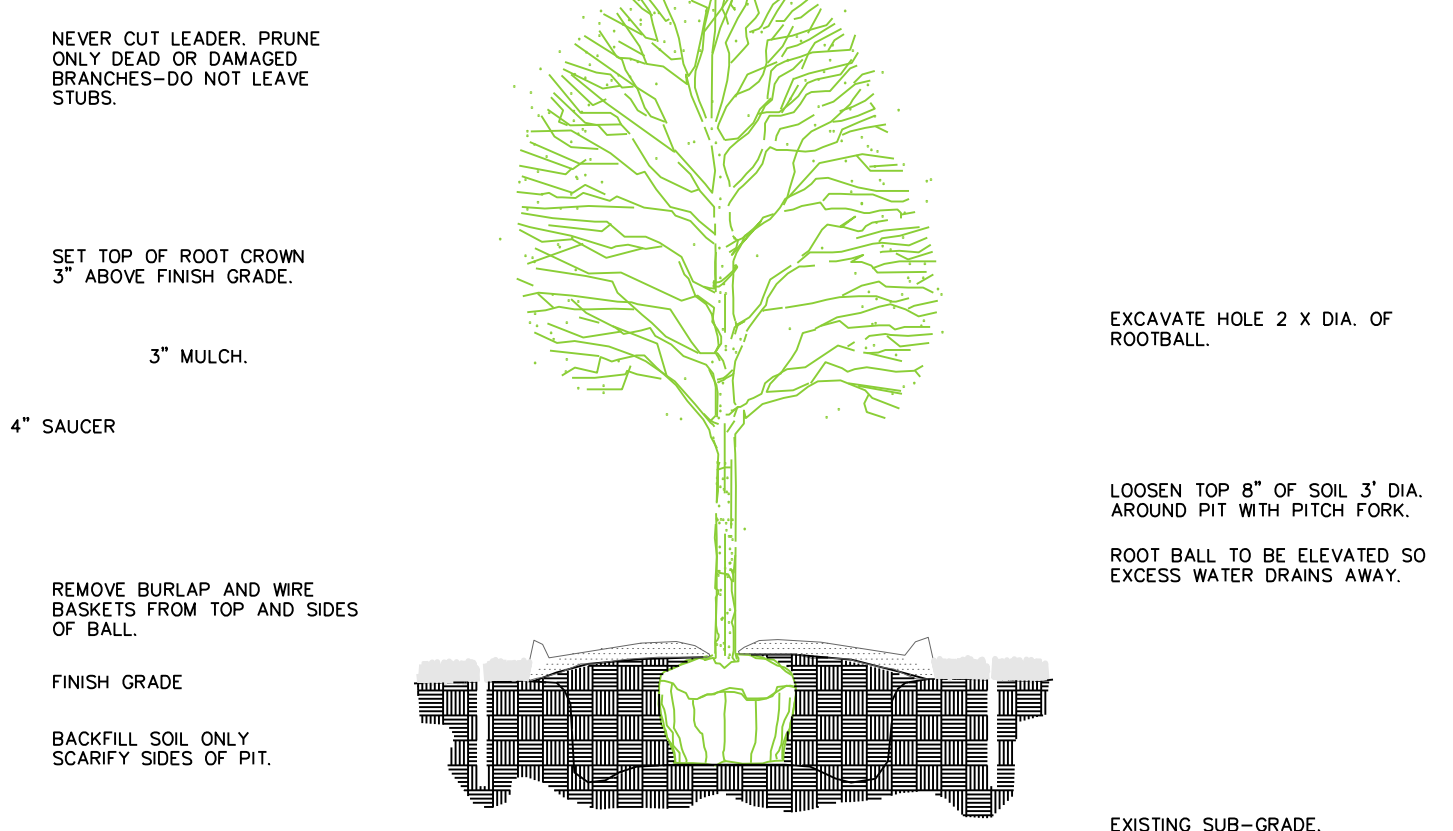 NEVER CUT LEADER. PRUNE
ONLY DEAD OR DAMAGED
BRANCHES-DO NOT LEAVE
STUBS.
SET TOP OF ROOT CROWN
3" ABOVE FINISH GRADE.
3" MULCH.
4" SAUCER
REMOVE BURLAP AND WIRE
BASKETS FROM TOP AND SIDES
OF BALL.
FINISH GRADE
BACKFILL SOIL ONLY
SCARIFY SIDES OF PIT.
EXCAVATE HOLE 2 X DIA. OF
ROOTBALL.
LOOSEN TOP 8" OF SOIL 3' DIA.
AROUND PIT WITH PITCH FORK.
ROOT BALL TO BE ELEVATED SO
EXCESS WATER DRAINS AWAY.
EXISTING SUB-GRADE.